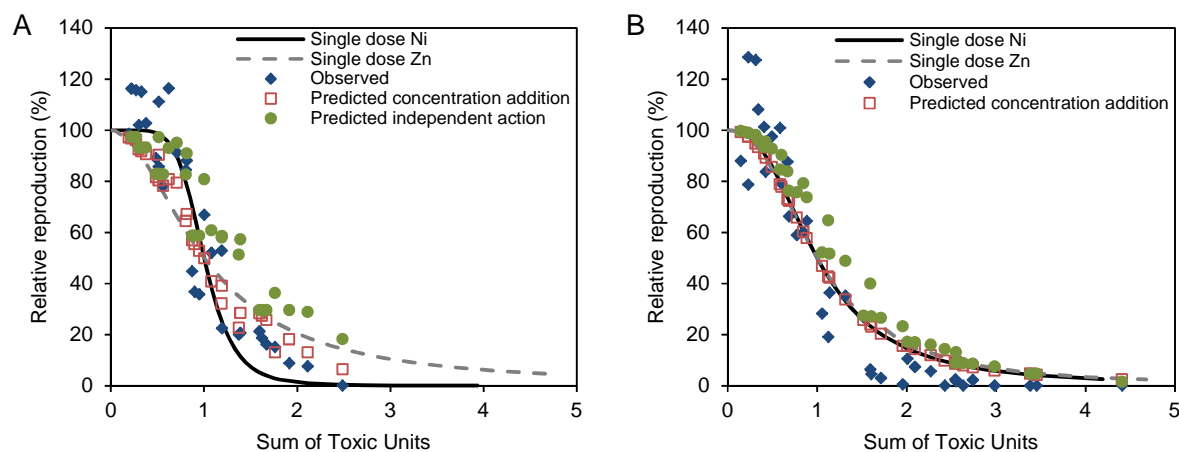 A
140
120
100
80
60
40
20
0
Relative reproduction (%)
Single dose Ni
Single dose Zn
Observed
Predicted concentration addition
Predicted independent action
0 1 2 3 4 5
Sum of Toxic Units
B
140
120
100
80
60
40
20
0
Relative reproduction (%)
Single dose Ni
Single dose Zn
Observed
Predicted concentration addition
0 1 2 3 4 5
Sum of Toxic Units